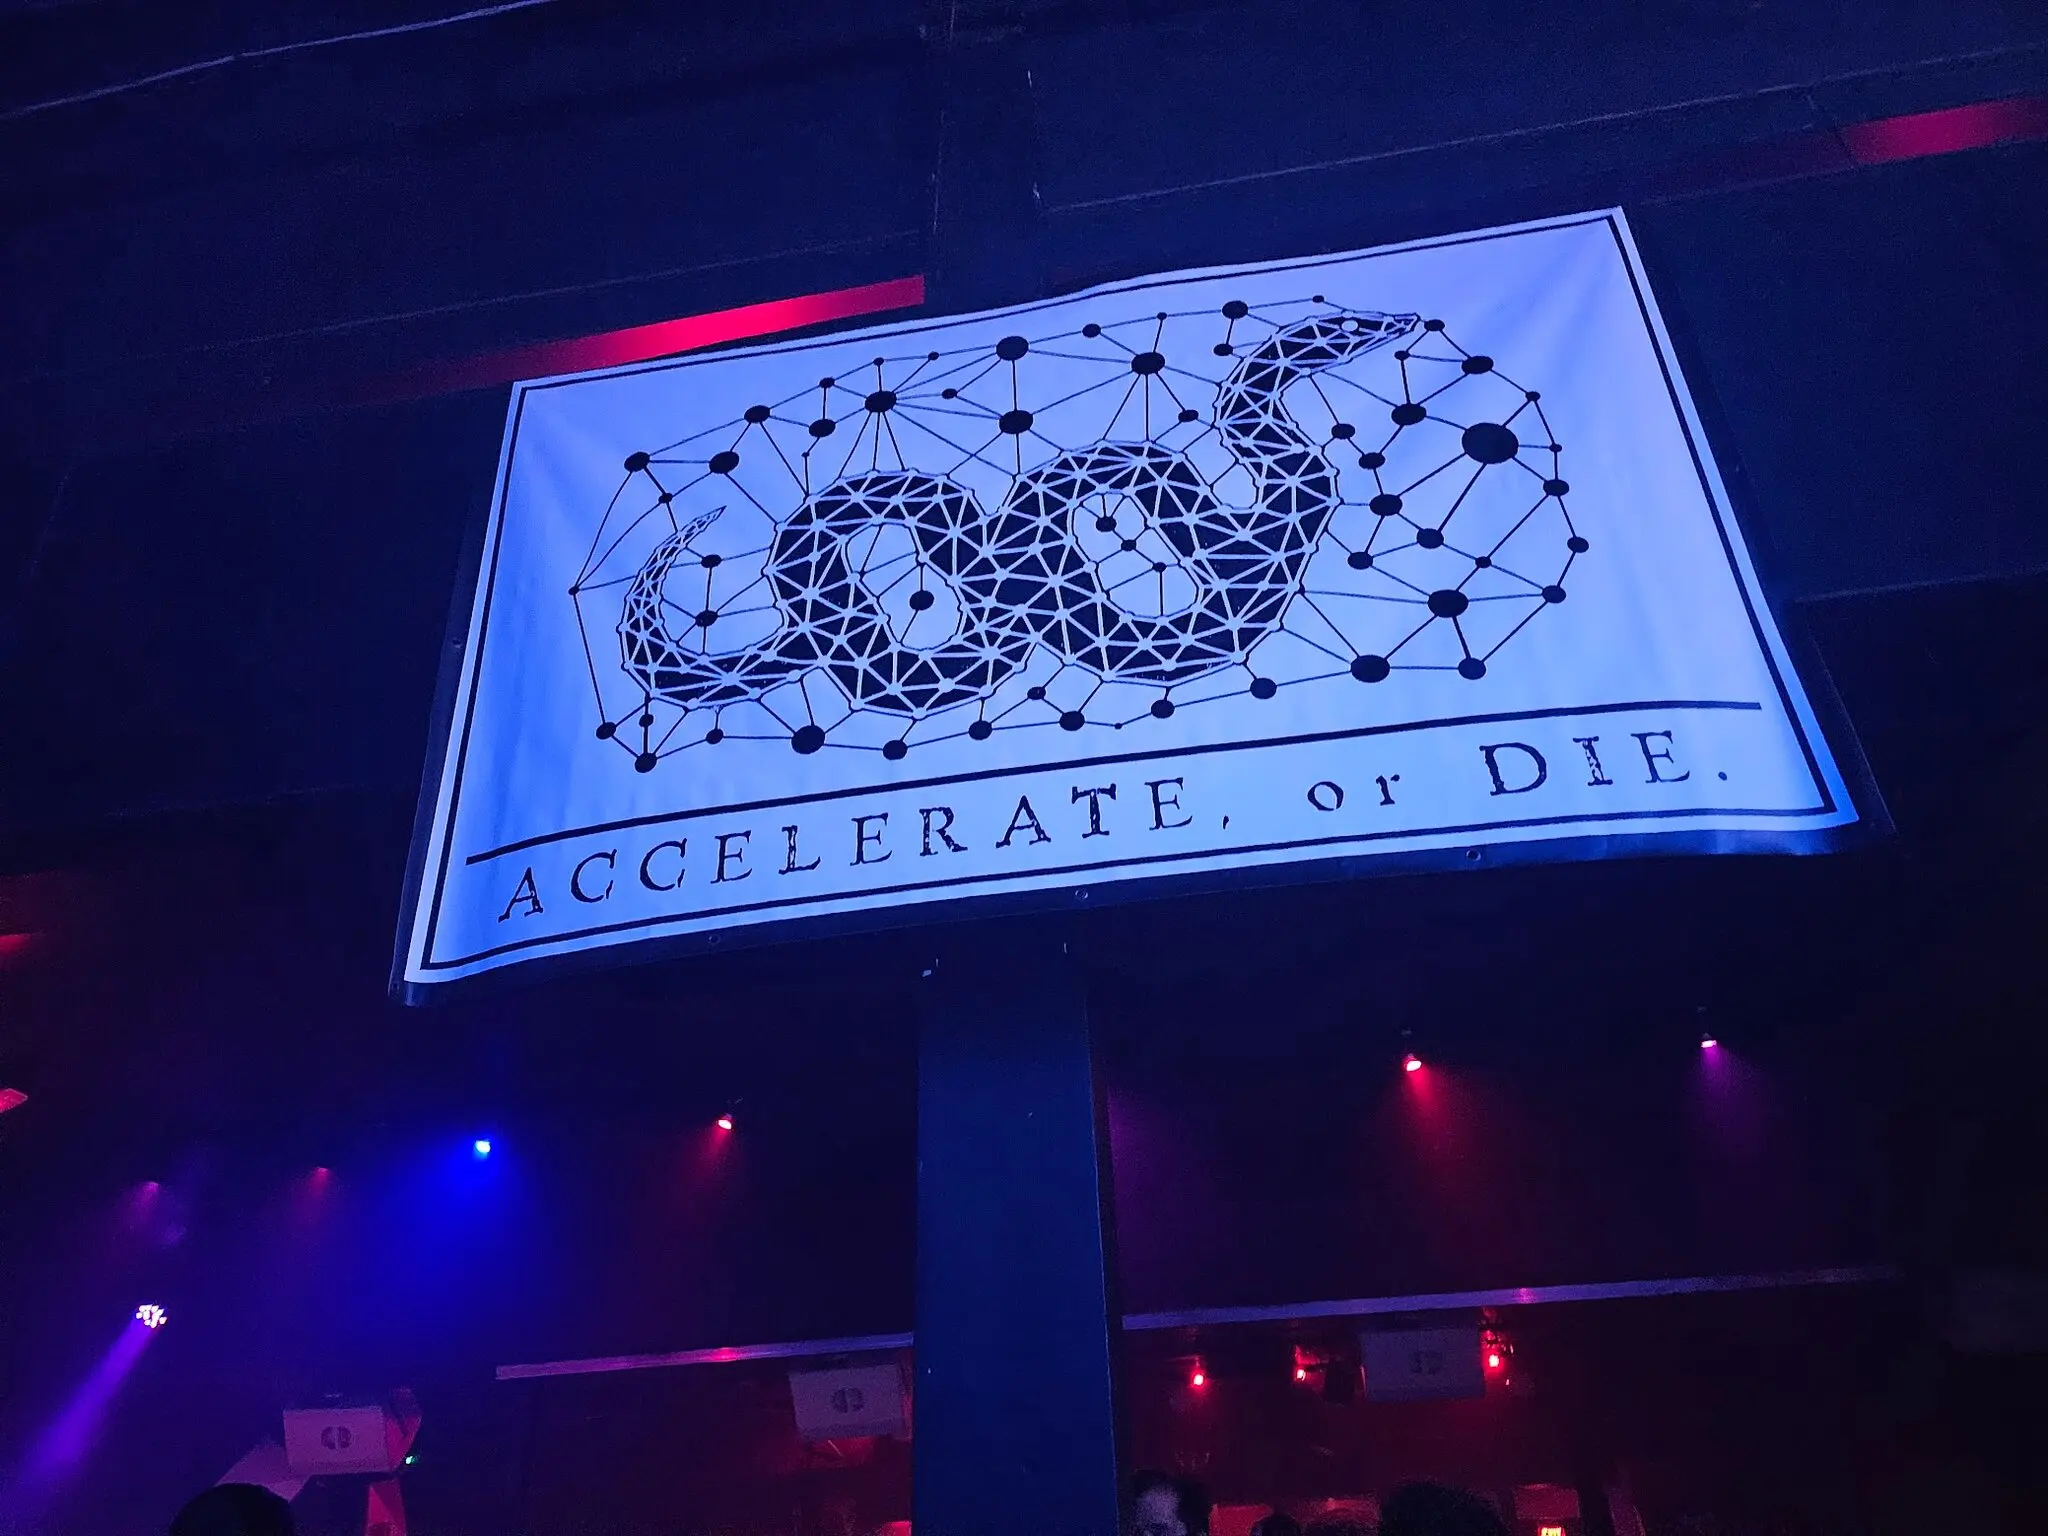 ACCELERATE, or DIE.